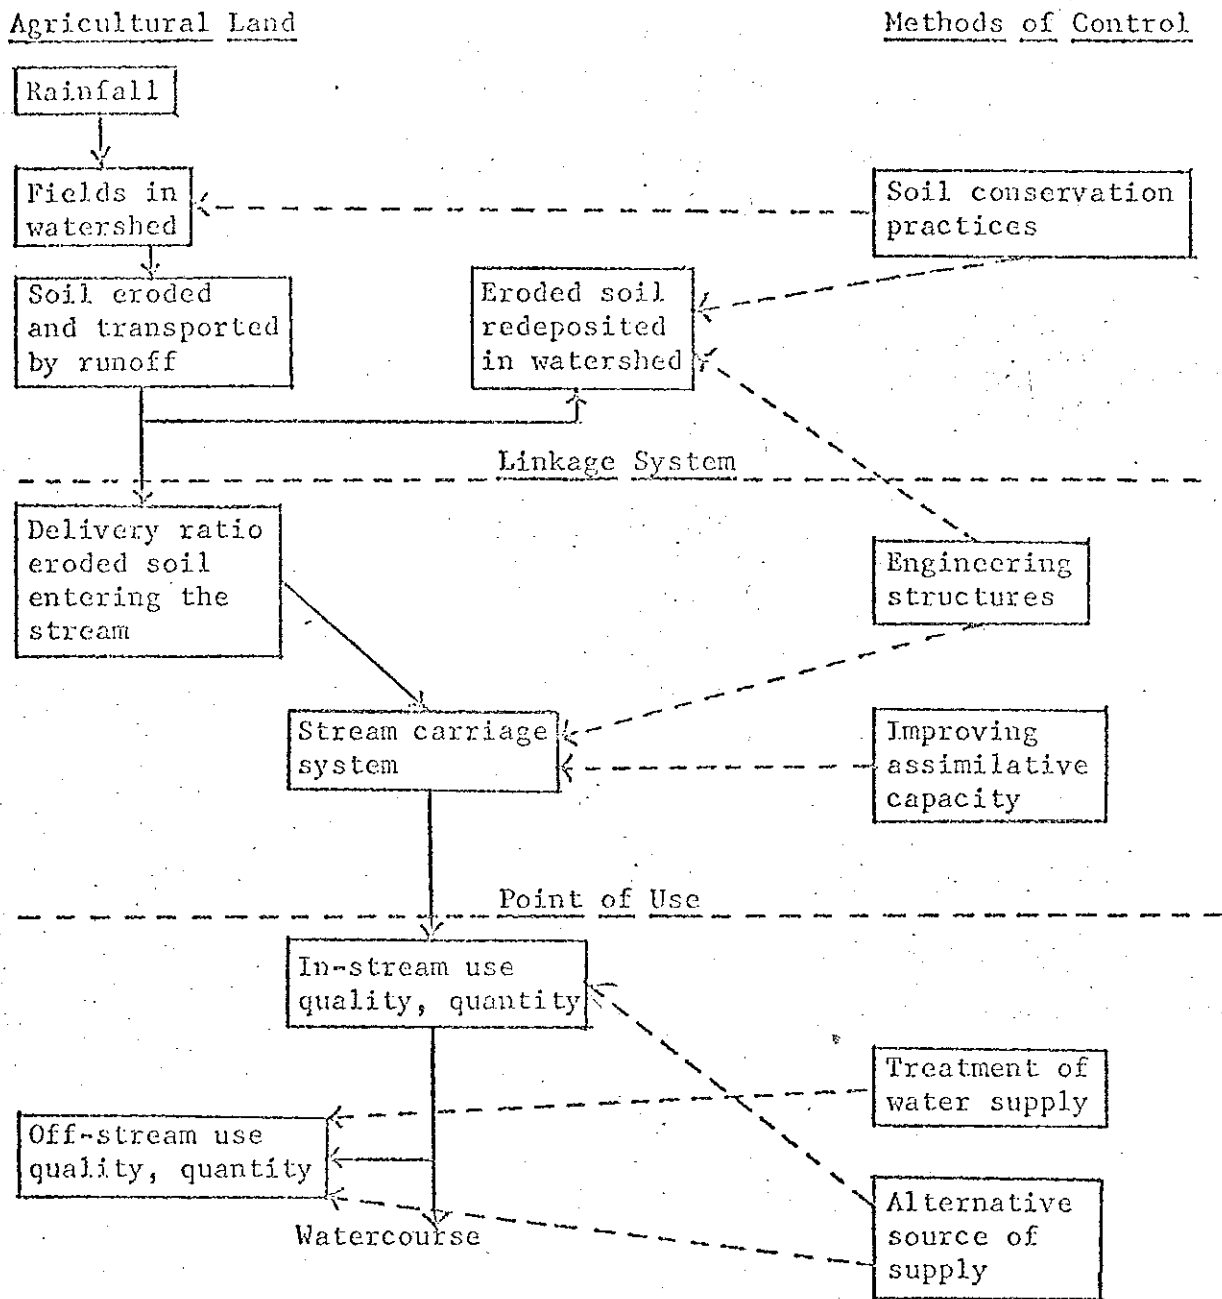 Agricultural Land
Methods of Control
Rainfall
Fields in
watershed
Soil conservation
practices
Soil eroded
and transported
by runoff
Eroded soil
redeposited
in watershed
Linkage System
Delivery ratio
eroded soil
entering the
stream
Engineering
structures
Stream carriage
system
Improving
assimilative
capacity
Point of Use
In-stream use
quality, quantity
Treatment of
water supply
Off-stream use
quality, quantity
Alternative
source of
supply
Watercourse